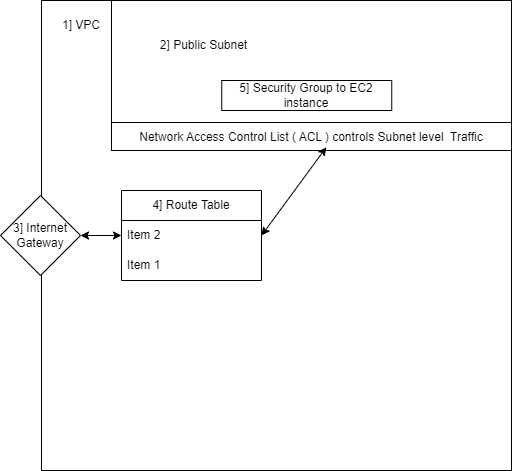 1] VPC
2] Public Subnet
5] Security Group to EC2
instance
Network Access Control List ( ACL ) controls Subnet level Traffic
4] Route Table
3] Internet
Gateway
Item 2
Item 1